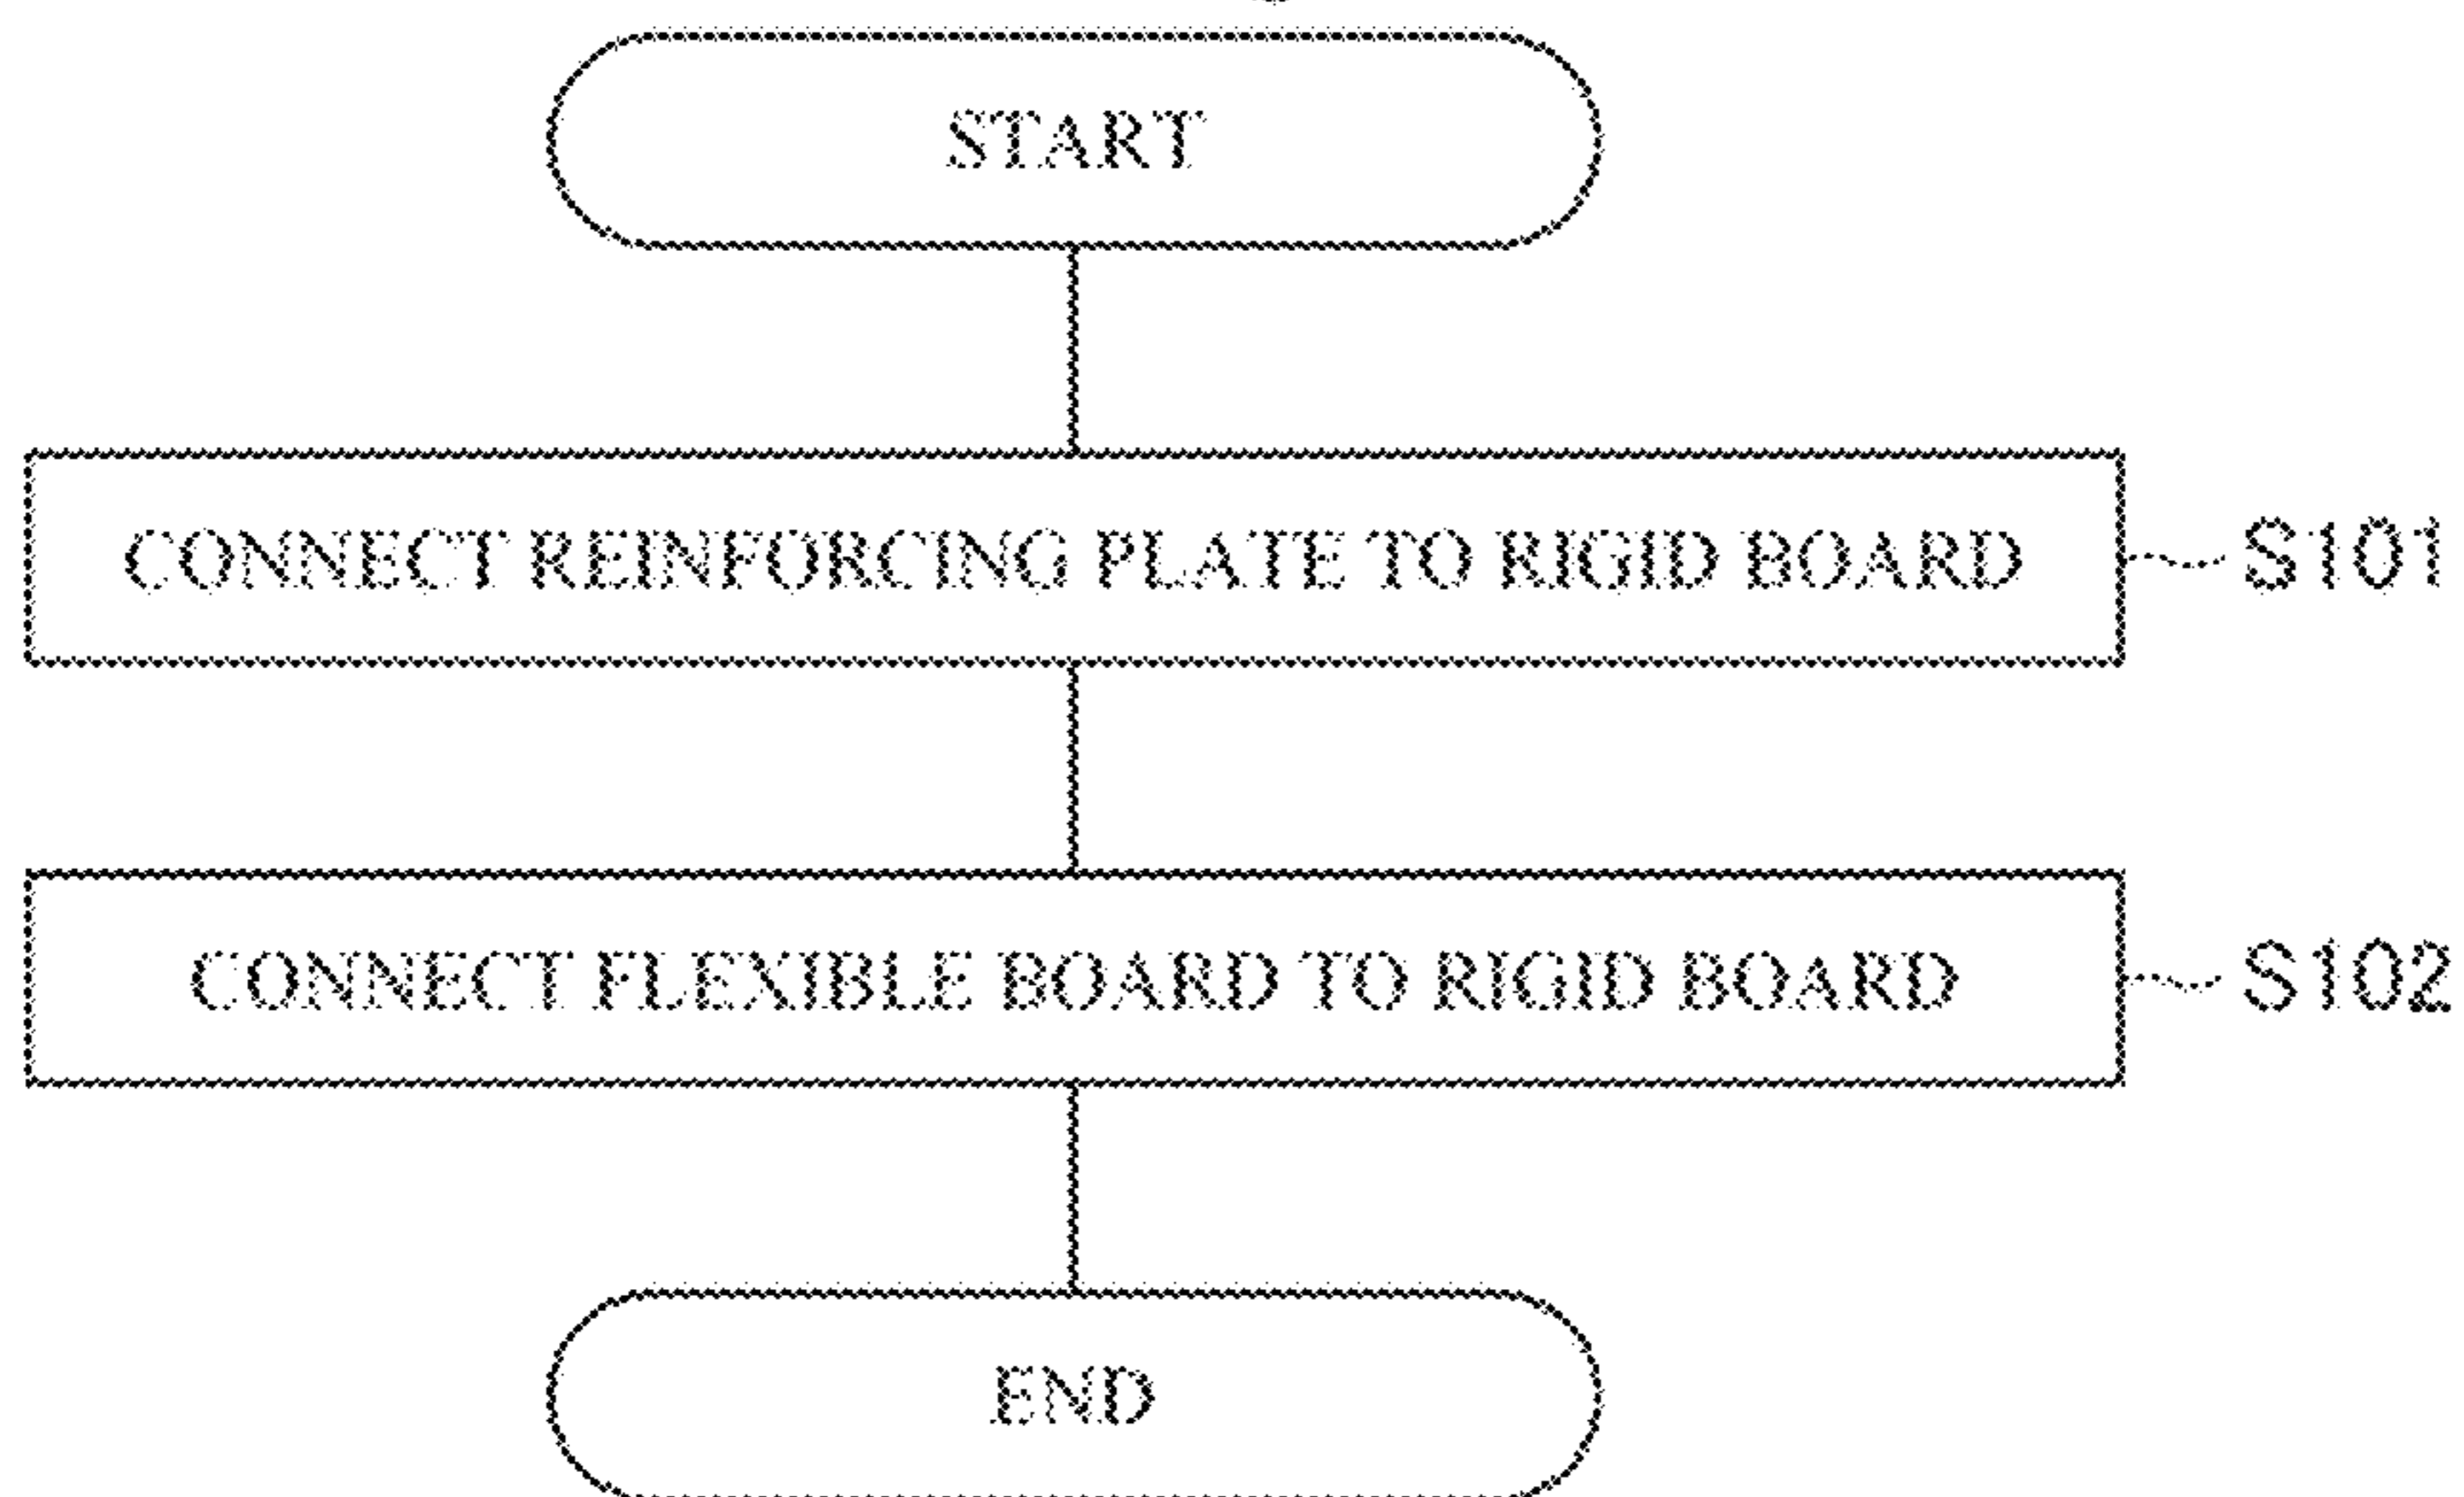 START
CONNECT REINFORCING PLATE TO RIGID BOARD
S101
CONNECT FLEXIBLE BOARD TO RIGID BOARD
S102
END